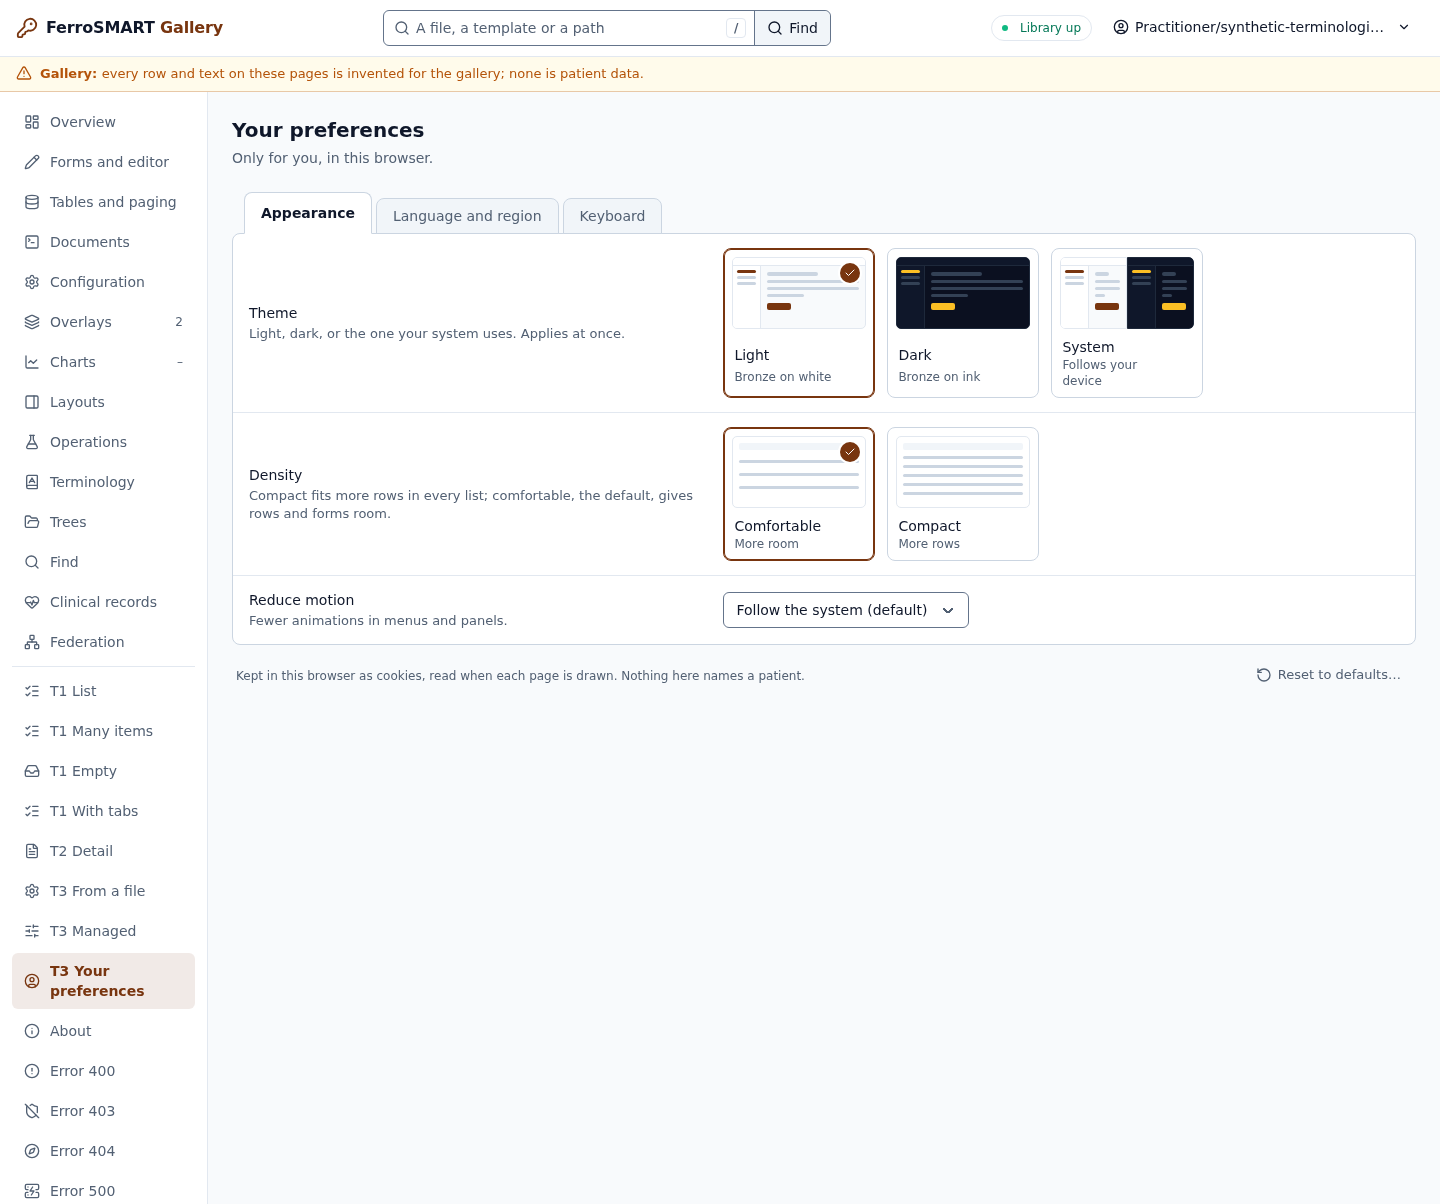 FerroSMART Gallery
A file, a template or a path
/
Find
Library up
Practitioner/synthetic-terminologi…
Gallery: every row and text on these pages is invented for the gallery; none is patient data.
Overview
Forms and editor
Tables and paging
Documents
Configuration
Overlays 2
Charts –
Layouts
Operations
Terminology
Trees
Find
Clinical records
Federation
T1 List
T1 Many items
T1 Empty
T1 With tabs
T2 Detail
T3 From a file
T3 Managed
T3 Your
preferences
About
Error 400
Error 403
Error 404
Error 500
Your preferences
Only for you, in this browser.
Appearance
Language and region
Keyboard
Theme
Light, dark, or the one your system uses. Applies at once.
Light
Bronze on white
Dark
Bronze on ink
System
Follows your
device
Density
Compact fits more rows in every list; comfortable, the default, gives
rows and forms room.
Comfortable
More room
Compact
More rows
Reduce motion
Fewer animations in menus and panels.
Follow the system (default)
Kept in this browser as cookies, read when each page is drawn. Nothing here names a patient.
Reset to defaults…